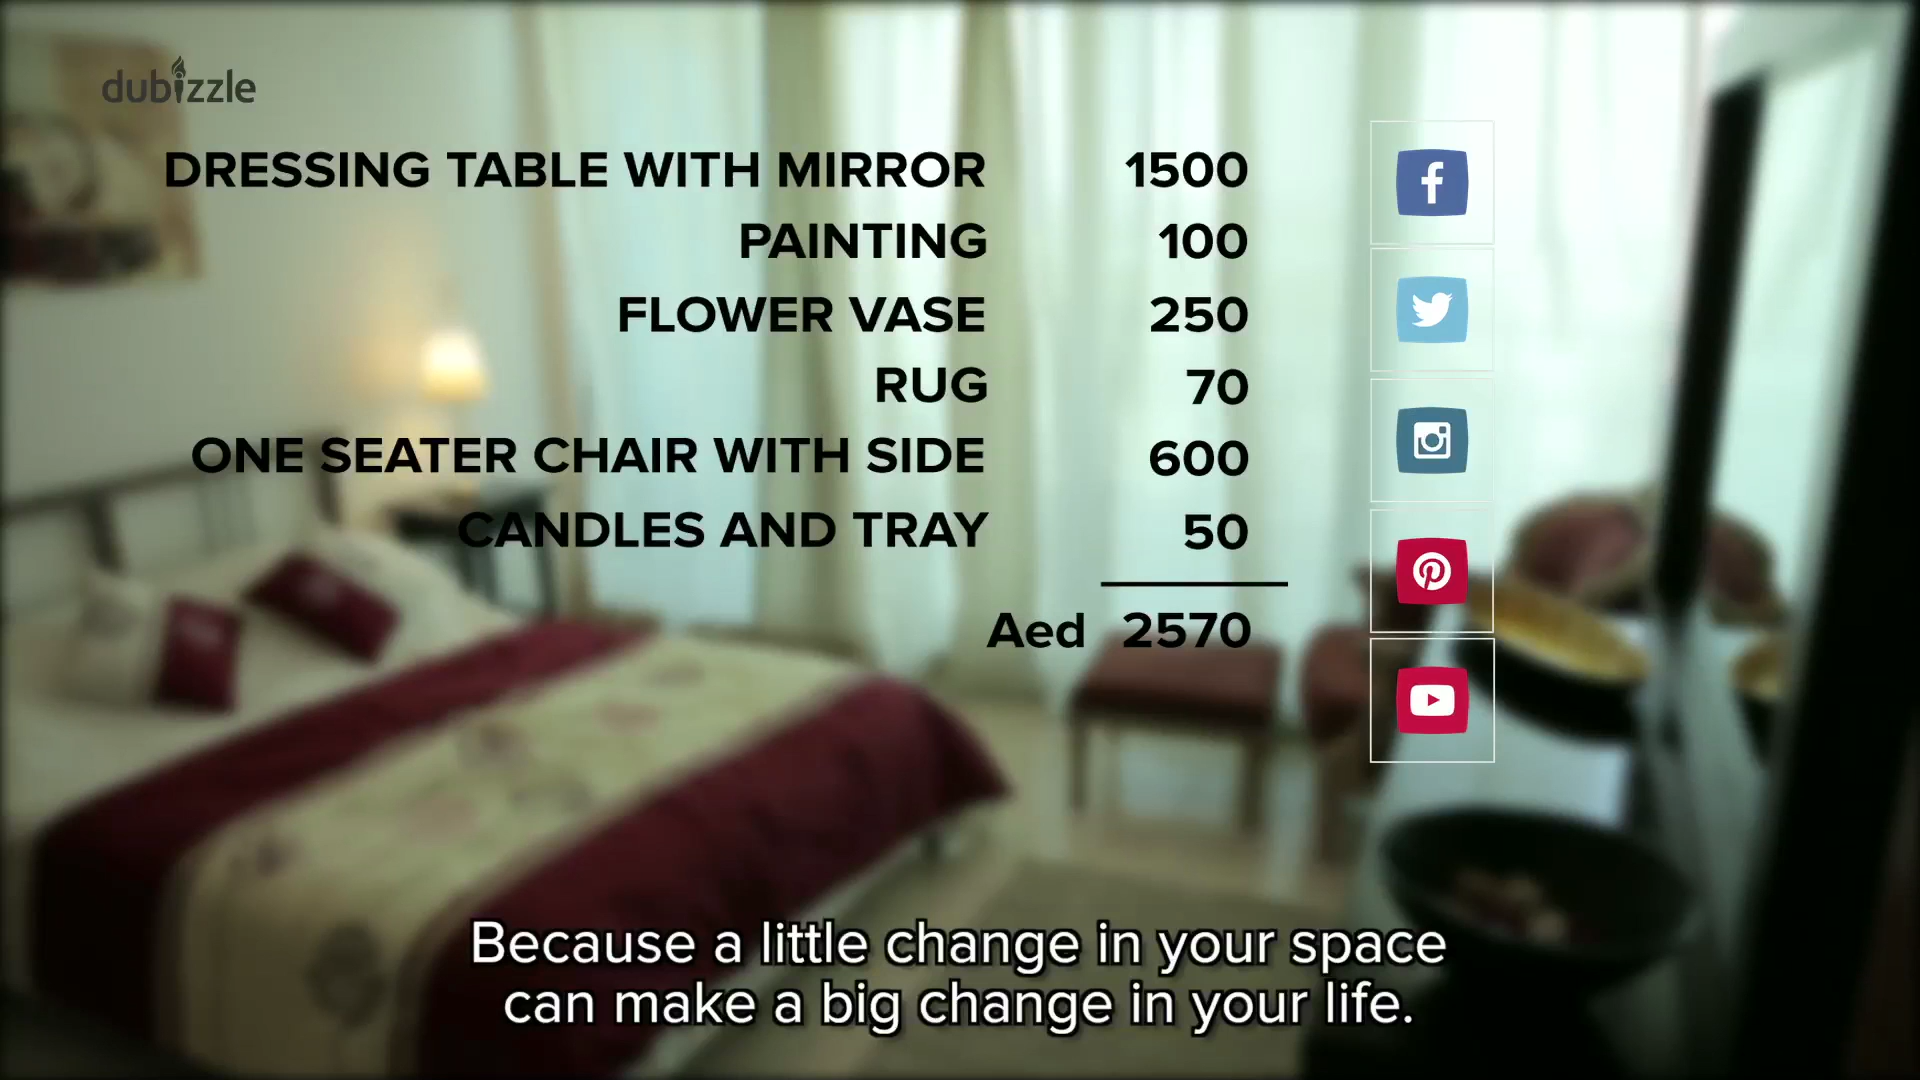 dubizzle
DRESSING TABLE WITH MIRROR 1500
PAINTING 100
FLOWER VASE 250
RUG 70
ONE SEATER CHAIR WITH SIDE 600
CANDLES AND TRAY 50
Aed 2570
Because a little change in your space
can make a big change in your life.